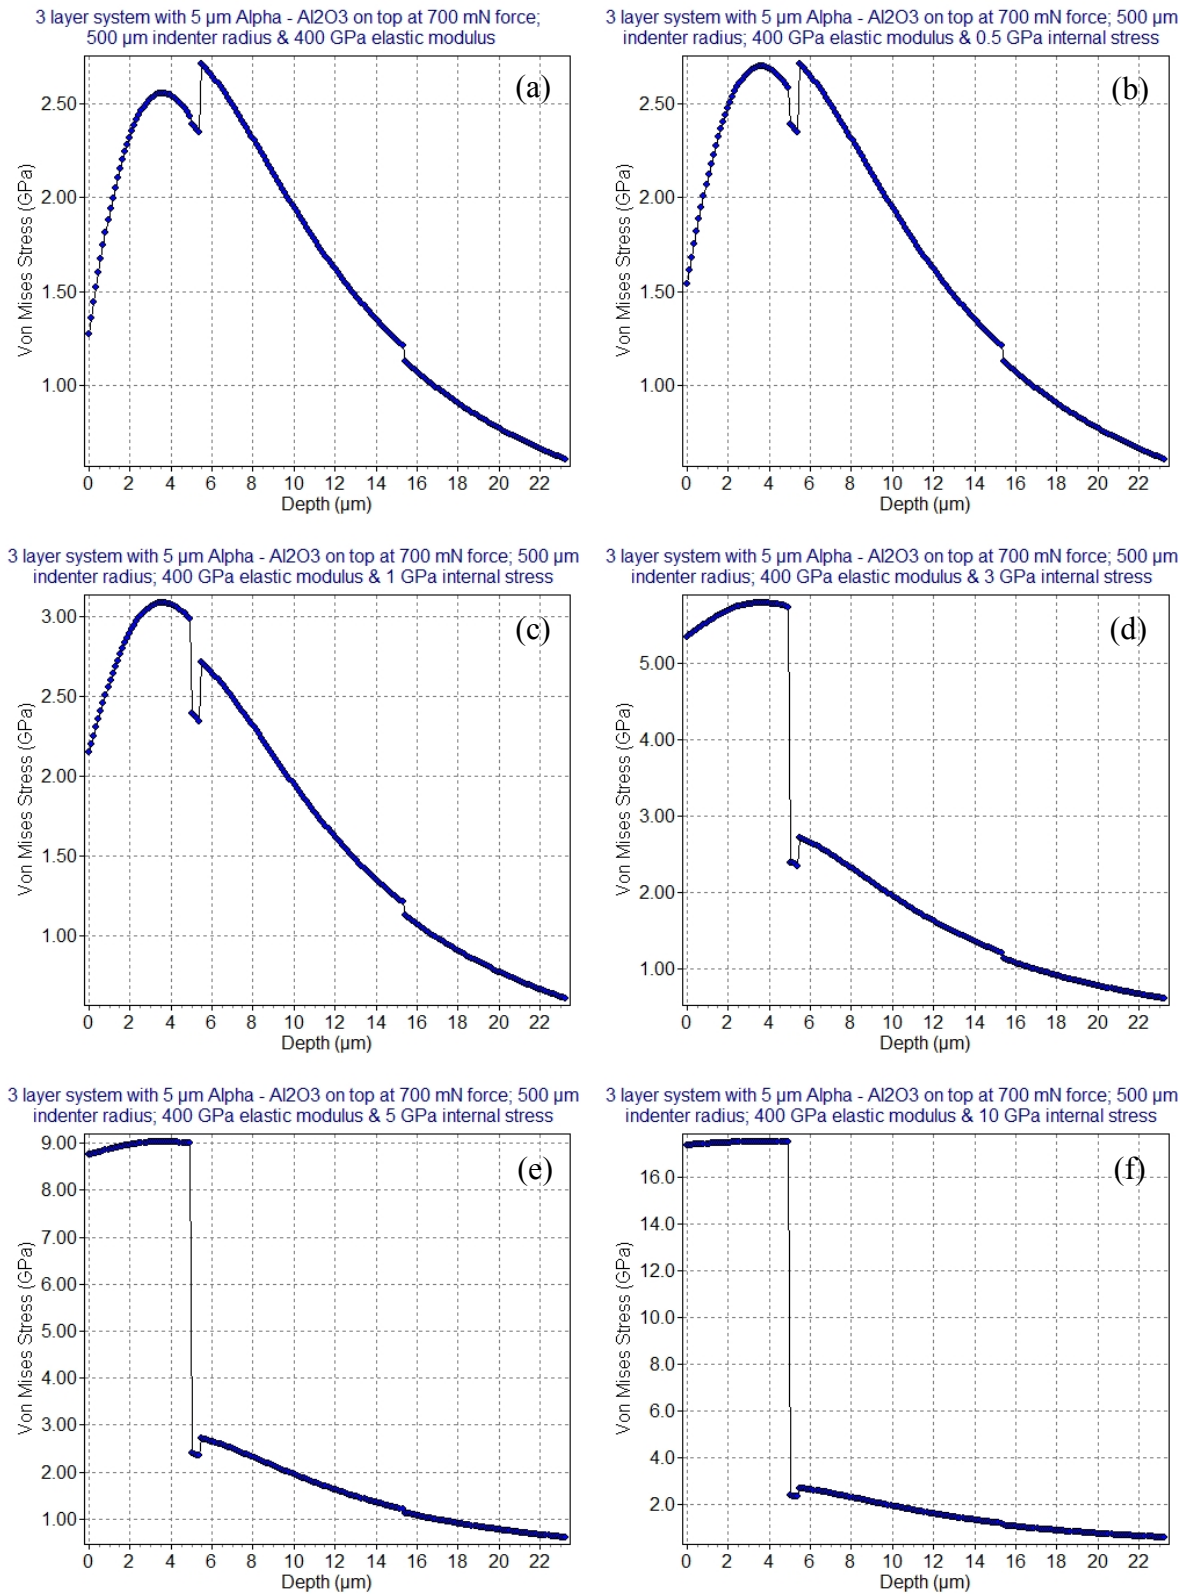 3 layer system with 5 µm Alpha - Al2O3 on top at 700 mN force;
500 µm indenter radius & 400 GPa elastic modulus
(a)
2.50
2.00
1.50
1.00
Von Mises Stress (GPa)
0 2 4 6 8 10 12 14 16 18 20 22
Depth (µm)
3 layer system with 5 µm Alpha - Al2O3 on top at 700 mN force; 500 µm
indenter radius; 400 GPa elastic modulus & 0.5 GPa internal stress
(b)
2.50
2.00
1.50
1.00
Von Mises Stress (GPa)
0 2 4 6 8 10 12 14 16 18 20 22
Depth (µm)
3 layer system with 5 µm Alpha - Al2O3 on top at 700 mN force; 500 µm
indenter radius; 400 GPa elastic modulus & 1 GPa internal stress
(c)
3.00
2.50
2.00
1.50
1.00
Von Mises Stress (GPa)
0 2 4 6 8 10 12 14 16 18 20 22
Depth (µm)
3 layer system with 5 µm Alpha - Al2O3 on top at 700 mN force; 500 µm
indenter radius; 400 GPa elastic modulus & 3 GPa internal stress
(d)
5.00
4.00
3.00
2.00
1.00
Von Mises Stress (GPa)
0 2 4 6 8 10 12 14 16 18 20 22
Depth (µm)
3 layer system with 5 µm Alpha - Al2O3 on top at 700 mN force; 500 µm
indenter radius; 400 GPa elastic modulus & 5 GPa internal stress
(e)
9.00
8.00
7.00
6.00
5.00
4.00
3.00
2.00
1.00
Von Mises Stress (GPa)
0 2 4 6 8 10 12 14 16 18 20 22
Depth (µm)
3 layer system with 5 µm Alpha - Al2O3 on top at 700 mN force; 500 µm
indenter radius; 400 GPa elastic modulus & 10 GPa internal stress
(f)
16.0
14.0
12.0
10.0
8.0
6.0
4.0
2.0
Von Mises Stress (GPa)
0 2 4 6 8 10 12 14 16 18 20 22
Depth (µm)